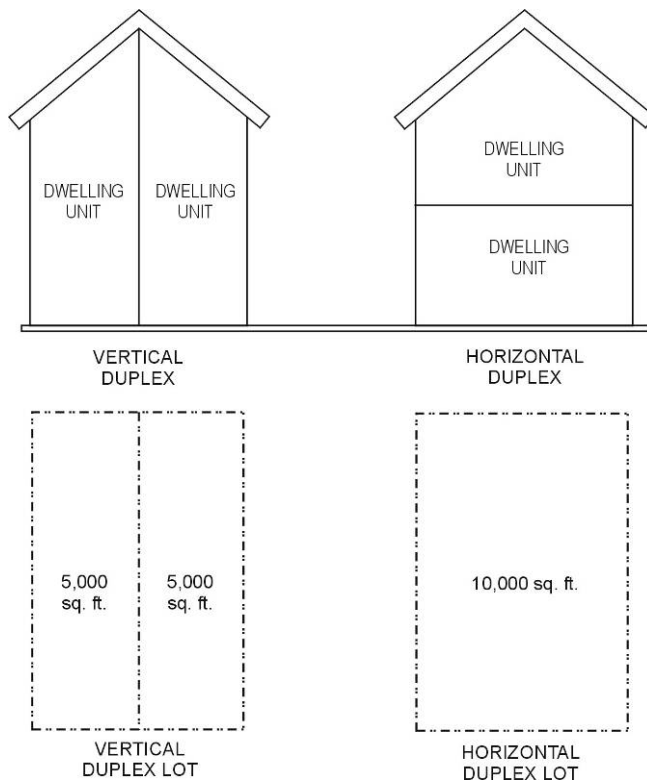 DWELLING
UNIT
DWELLING
UNIT
DWELLING
UNIT
DWELLING
UNIT
VERTICAL
DUPLEX
HORIZONTAL
DUPLEX
5,000
sq. ft.
5,000
sq. ft.
10,000 sq. ft.
VERTICAL
DUPLEX LOT
HORIZONTAL
DUPLEX LOT